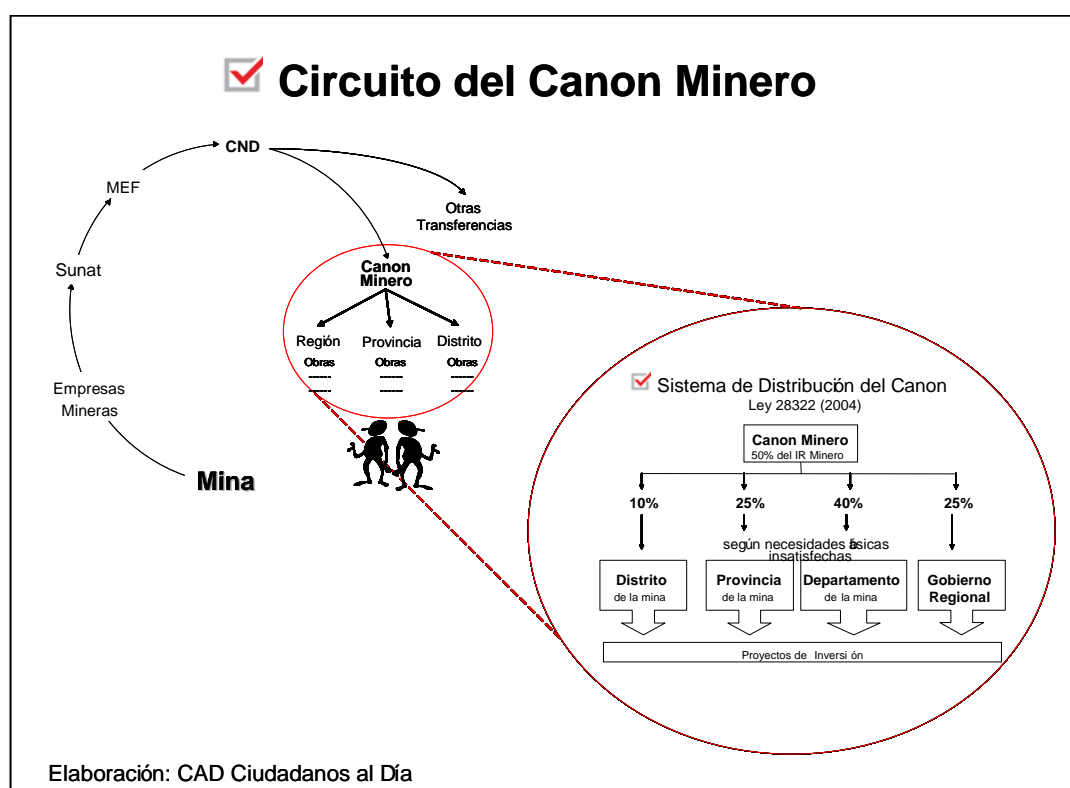 Circuito del Canon Minero
CND
MEF
Otras
Transferencias
Sunat
Canon
Minero
Región Provincia Distrito
Obras Obras Obras
------ ------ ------
------ ------ ------
Empresas
Mineras
Mina
Sistema de Distribución del Canon
Ley 28322 (2004)
Canon Minero
50% del IR Minero
10% 25% 40% 25%
según necesidades básicas
insatisfechas
Distrito
de la mina
Provincia
de la mina
Departamento
de la mina
Gobierno
Regional
Proyectos de Inversión
Elaboración: CAD Ciudadanos al Día